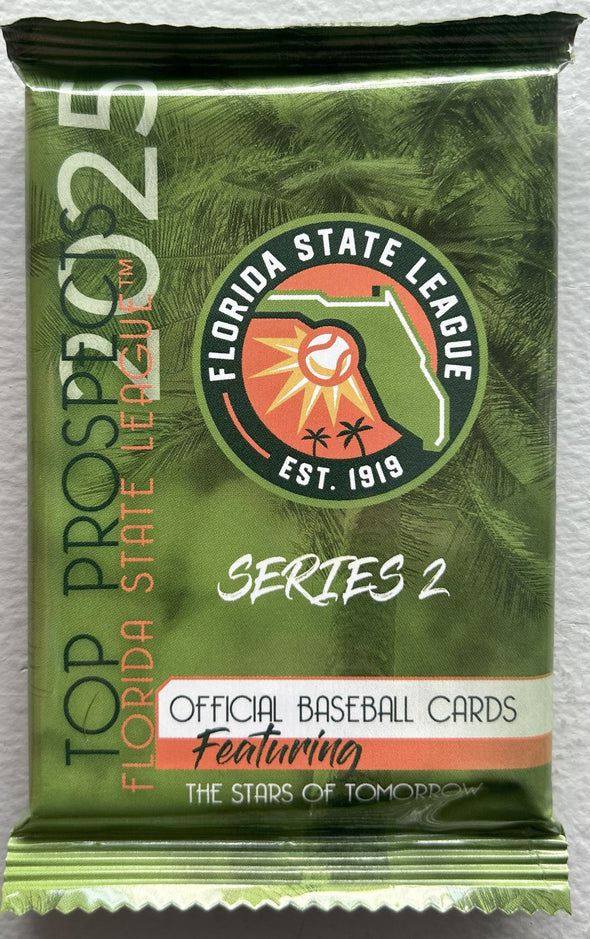 2025
TOP PROSPECTS
FLORIDA STATE LEAGUE™
FLORIDA STATE LEAGUE
EST. 1919
SERIES 2
OFFICIAL BASEBALL CARDS
Featuring
THE STARS OF TOMORROW